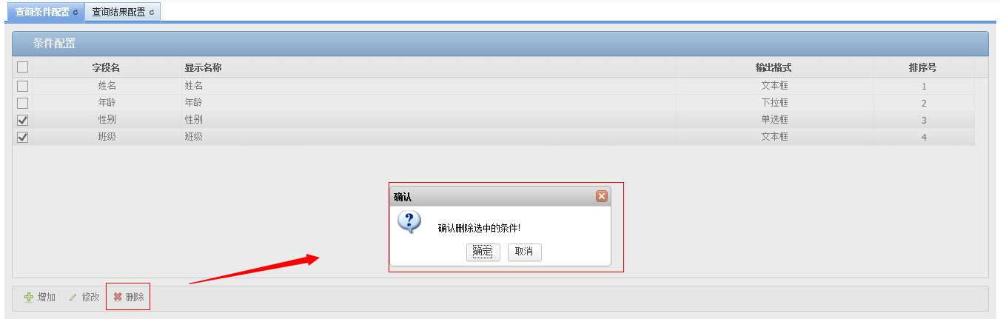 查询条件配置 查询结果配置
条件配置
字段名 显示名称 输出格式 排序号
姓名 姓名 文本框 1
年龄 年龄 下拉框 2
性别 性别 单选框 3
班级 班级 文本框 4
确认
确认删除选中的条件!
确定 取消
增加 修改 删除